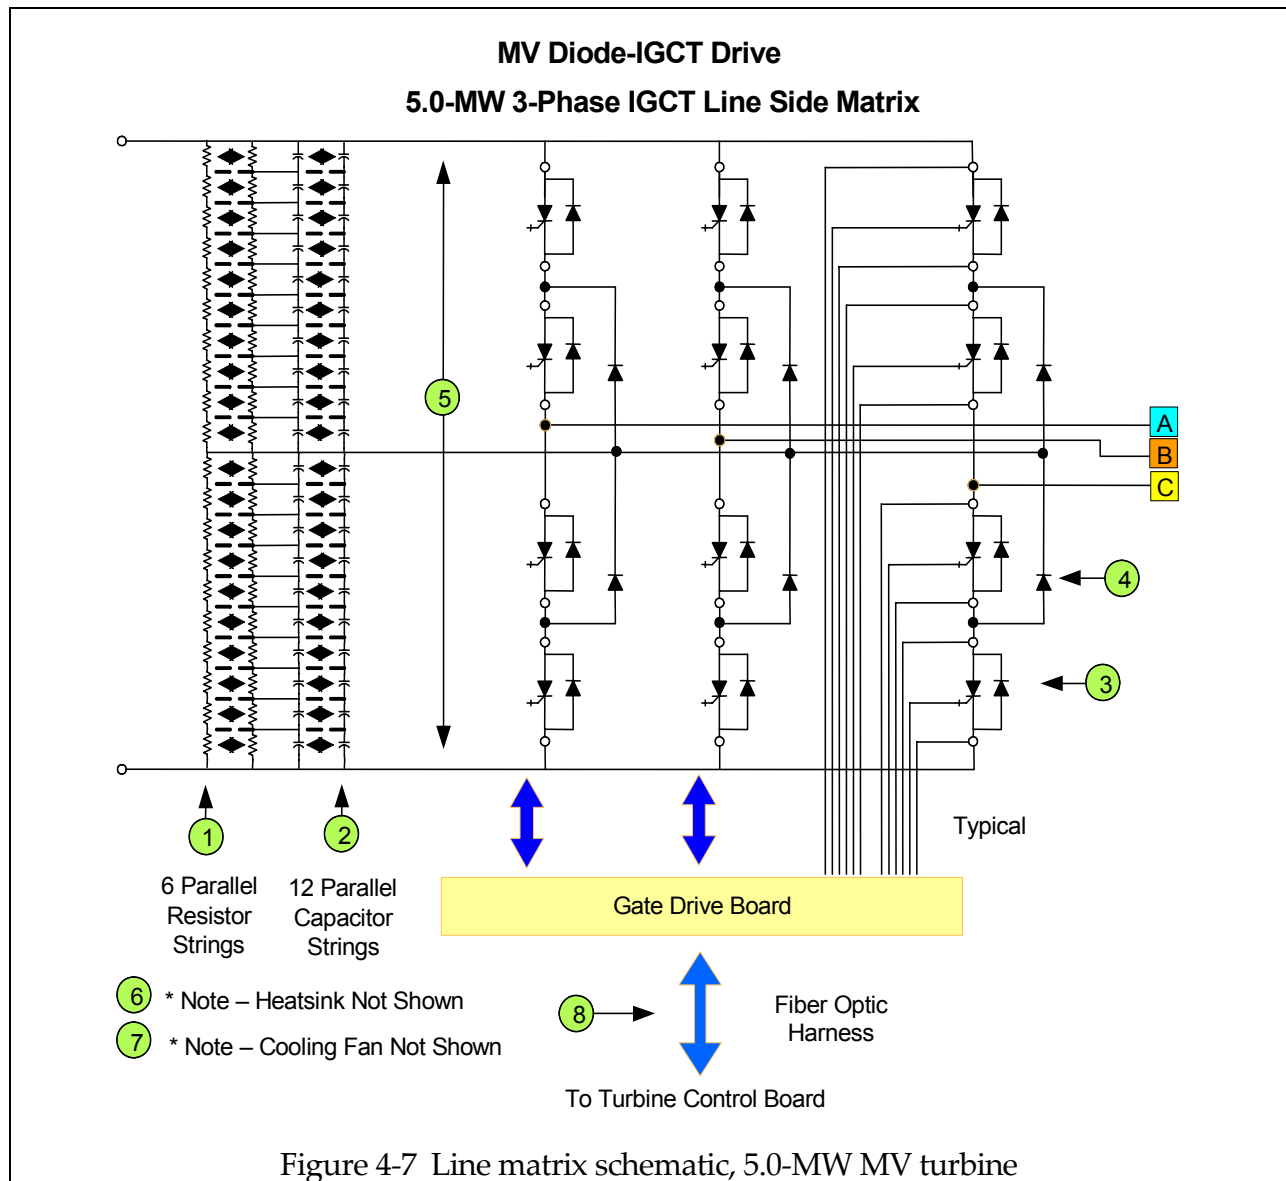 MV Diode-IGCT Drive
5.0-MW 3-Phase IGCT Line Side Matrix
5
A
B
C
4
3
1
2
Typical
6 Parallel
Resistor
Strings
12 Parallel
Capacitor
Strings
Gate Drive Board
6 * Note – Heatsink Not Shown
7 * Note – Cooling Fan Not Shown
8
Fiber Optic
Harness
To Turbine Control Board
Figure 4-7 Line matrix schematic, 5.0-MW MV turbine